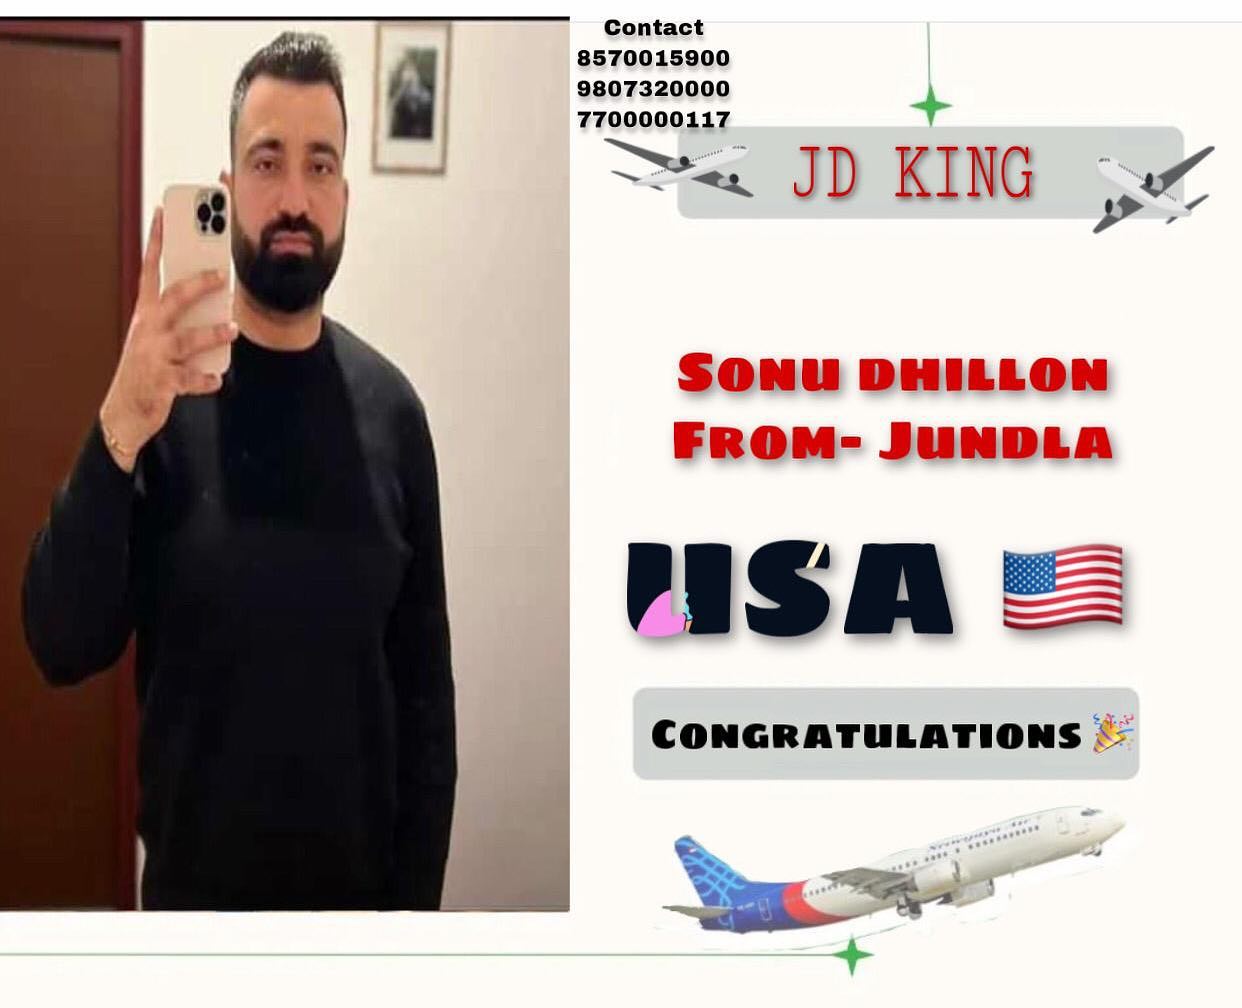 Contact
8570015900
9807320000
7700000117
JD KING
SONU DHILLON
FROM- JUNDLA
USA 🇺🇸
CONGRATULATIONS 🎉